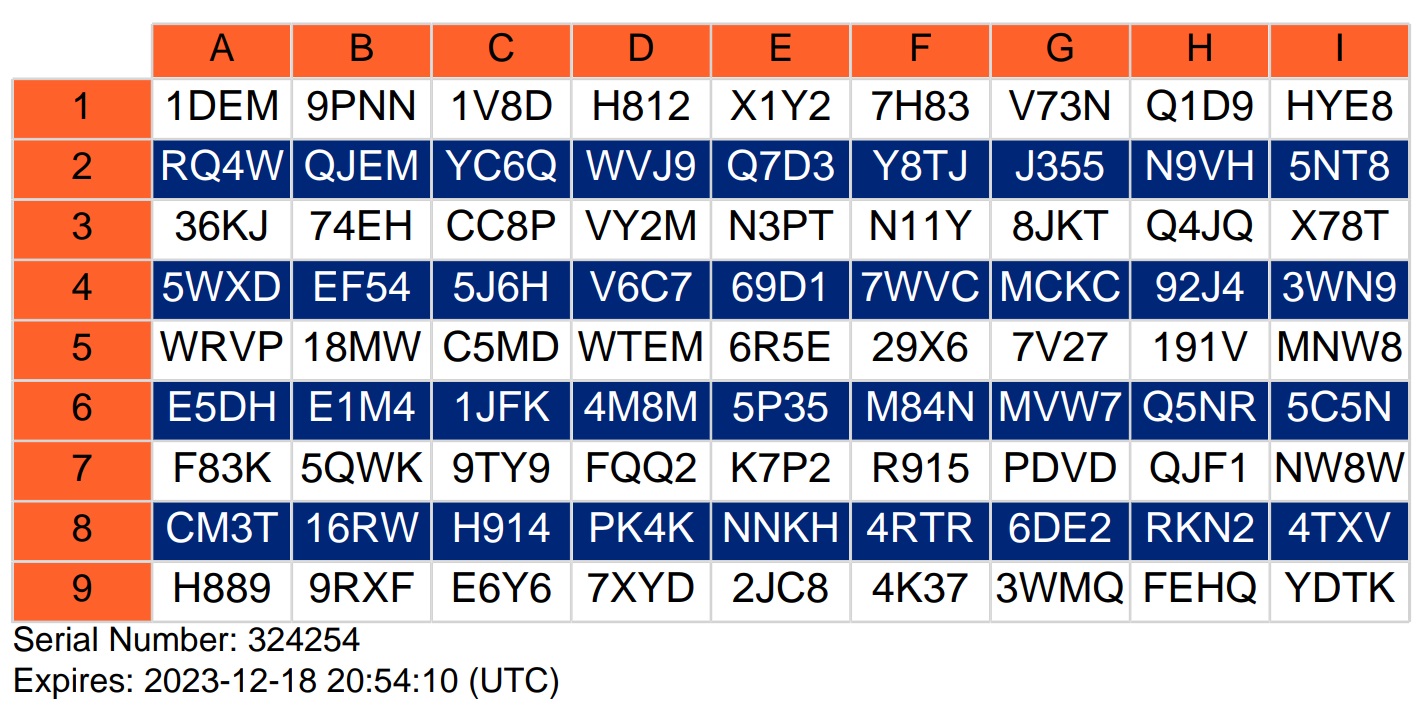 A B C D E F G H I
1 1DEM 9PNN 1V8D H812 X1Y2 7H83 V73N Q1D9 HYE8
2 RQ4W QJEM YC6Q WVJ9 Q7D3 Y8TJ J355 N9VH 5NT8
3 36KJ 74EH CC8P VY2M N3PT N11Y 8JKT Q4JQ X78T
4 5WXD EF54 5J6H V6C7 69D1 7WVC MCKC 92J4 3WN9
5 WRVP 18MW C5MD WTEM 6R5E 29X6 7V27 191V MNW8
6 E5DH E1M4 1JFK 4M8M 5P35 M84N MVW7 Q5NR 5C5N
7 F83K 5QWK 9TY9 FQQ2 K7P2 R915 PDVD QJF1 NW8W
8 CM3T 16RW H914 PK4K NNKH 4RTR 6DE2 RKN2 4TXV
9 H889 9RXF E6Y6 7XYD 2JC8 4K37 3WMQ FEHQ YDTK
Serial Number: 324254
Expires: 2023-12-18 20:54:10 (UTC)